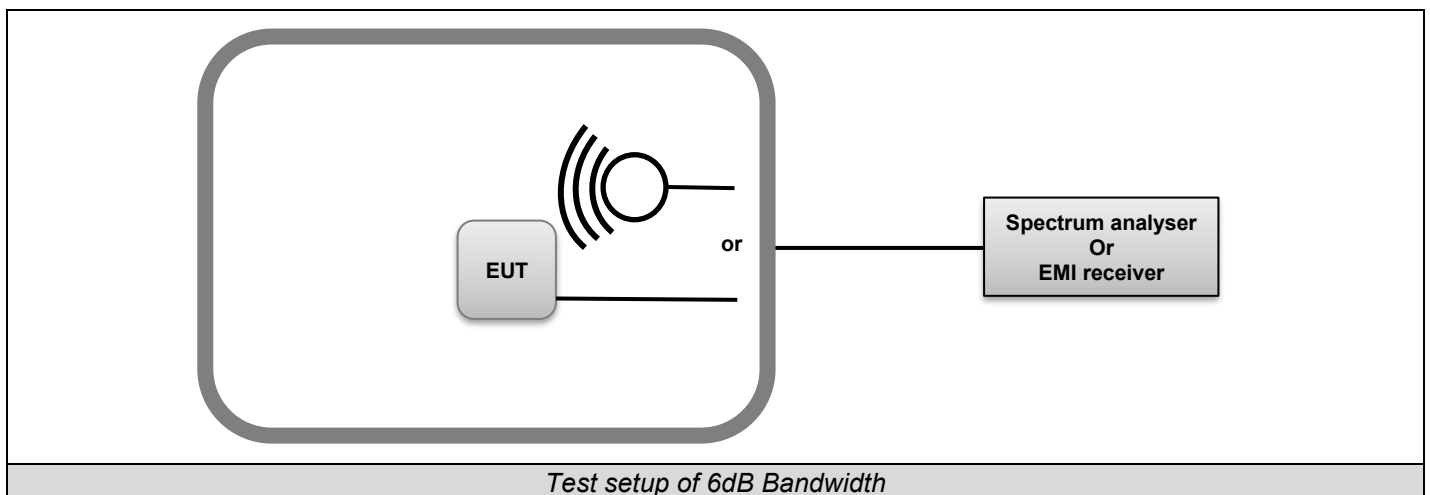 EUT
or
Spectrum analyser
Or
EMI receiver
Test setup of 6dB Bandwidth